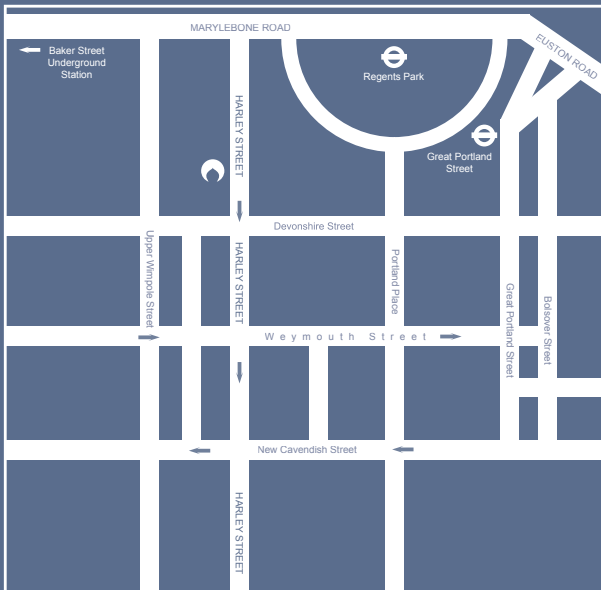 MARYLEBONE ROAD
EUSTON ROAD
Baker Street
Underground
Station
Regents Park
HARLEY STREET
Great Portland
Street
Devonshire Street
Upper Wimpole Street
HARLEY STREET
Portland Place
Great Portland Street
Bolsover Street
Weymouth Street
New Cavendish Street
HARLEY STREET